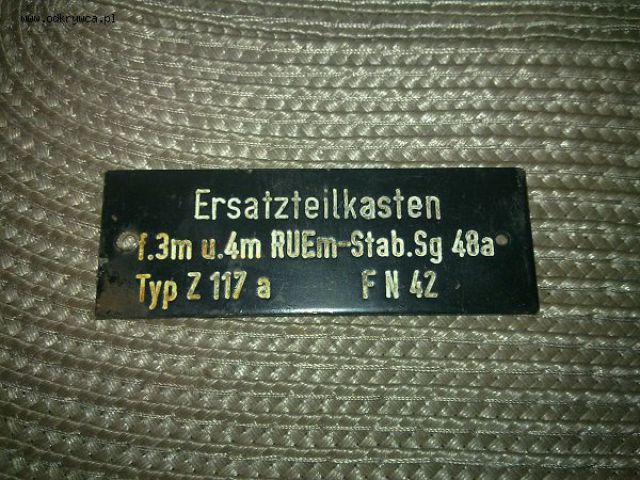 www.odkrywca.pl
Ersatzteilkasten
f.3m u.4m RUEm-Stab.Sg 48a
Typ Z 117 a F N 42